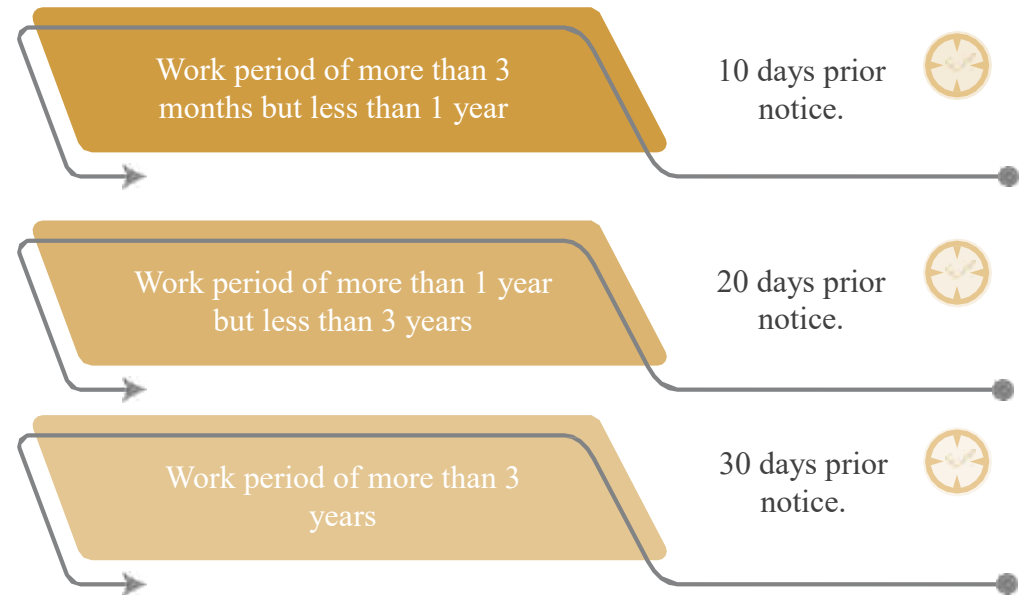 Work period of more than 3
months but less than 1 year
10 days prior
notice.
Work period of more than 1 year
but less than 3 years
20 days prior
notice.
Work period of more than 3
years
30 days prior
notice.